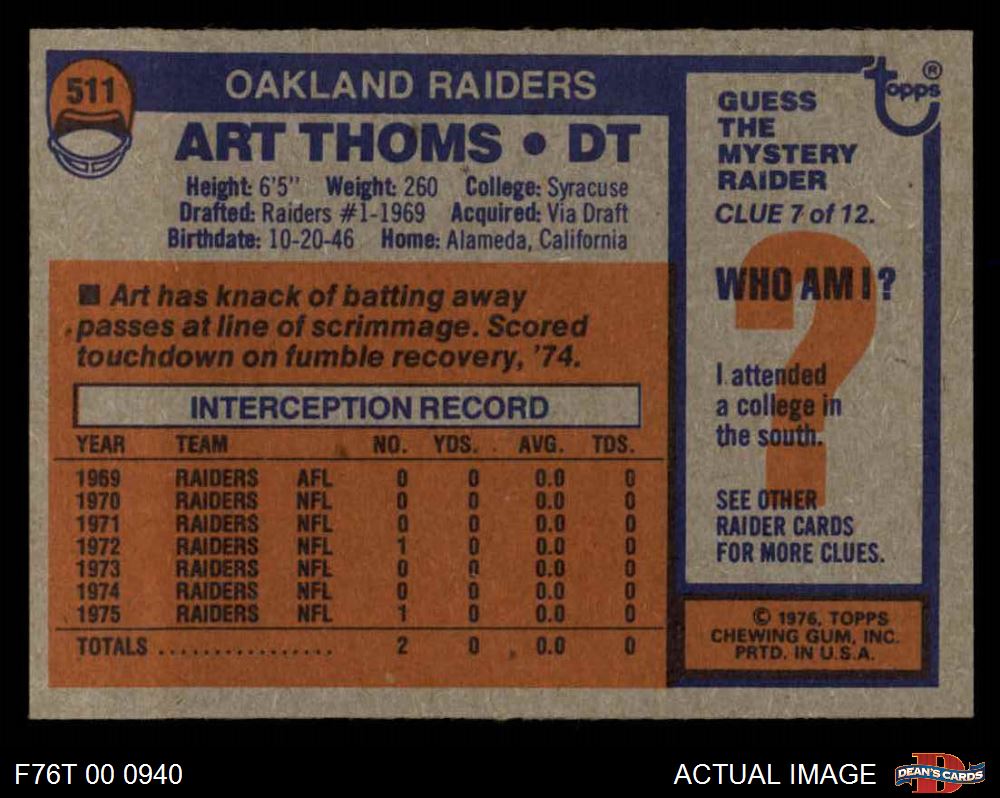 511
OAKLAND RAIDERS
ART THOMS • DT
Height: 6'5" Weight: 260 College: Syracuse
Drafted: Raiders #1-1969 Acquired: Via Draft
Birthdate: 10-20-46 Home: Alameda, California
■ Art has knack of batting away
passes at line of scrimmage. Scored
touchdown on fumble recovery, '74.
INTERCEPTION RECORD
YEAR TEAM NO. YDS. AVG. TDS.
1969 RAIDERS AFL 0 0 0.0 0
1970 RAIDERS NFL 0 0 0.0 0
1971 RAIDERS NFL 0 0 0.0 0
1972 RAIDERS NFL 1 0 0.0 0
1973 RAIDERS NFL 0 0 0.0 0
1974 RAIDERS NFL 0 0 0.0 0
1975 RAIDERS NFL 1 0 0.0 0
TOTALS ................ 2 0 0.0 0
topps®
GUESS
THE
MYSTERY
RAIDER
CLUE 7 of 12.
?
WHO AM I?
I attended
a college in
the south.
SEE OTHER
RAIDER CARDS
FOR MORE CLUES.
© 1976, TOPPS
CHEWING GUM, INC.
PRTD. IN U.S.A.
F76T 00 0940
ACTUAL IMAGE
D
DEAN'S CARDS